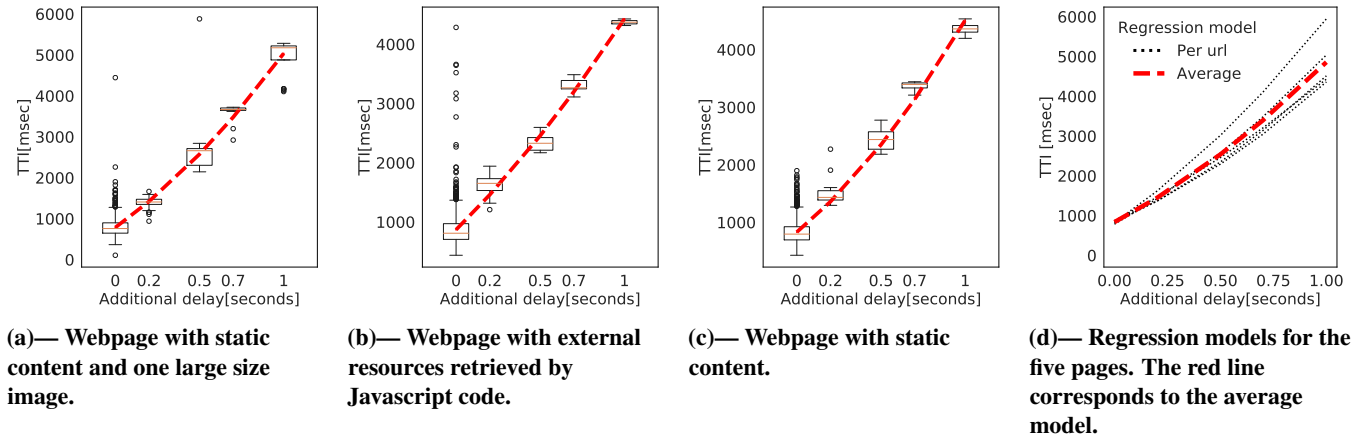 6000
5000
4000
3000
2000
1000
0
TTI[msec]
0 0.2 0.5 0.7 1
Additional delay[seconds]
(a)— Webpage with static
content and one large size
image.
4000
3000
2000
1000
TTI[msec]
0 0.2 0.5 0.7 1
Additional delay[seconds]
(b)— Webpage with external
resources retrieved by
Javascript code.
4000
3000
2000
1000
TTI[msec]
0 0.2 0.5 0.7 1
Additional delay[seconds]
(c)— Webpage with static
content.
6000
5000
4000
3000
2000
1000
0
TTI [msec]
Regression model
Per url
Average
0.00 0.25 0.50 0.75 1.00
Additional delay[seconds]
(d)— Regression models for the
five pages. The red line
corresponds to the average
model.